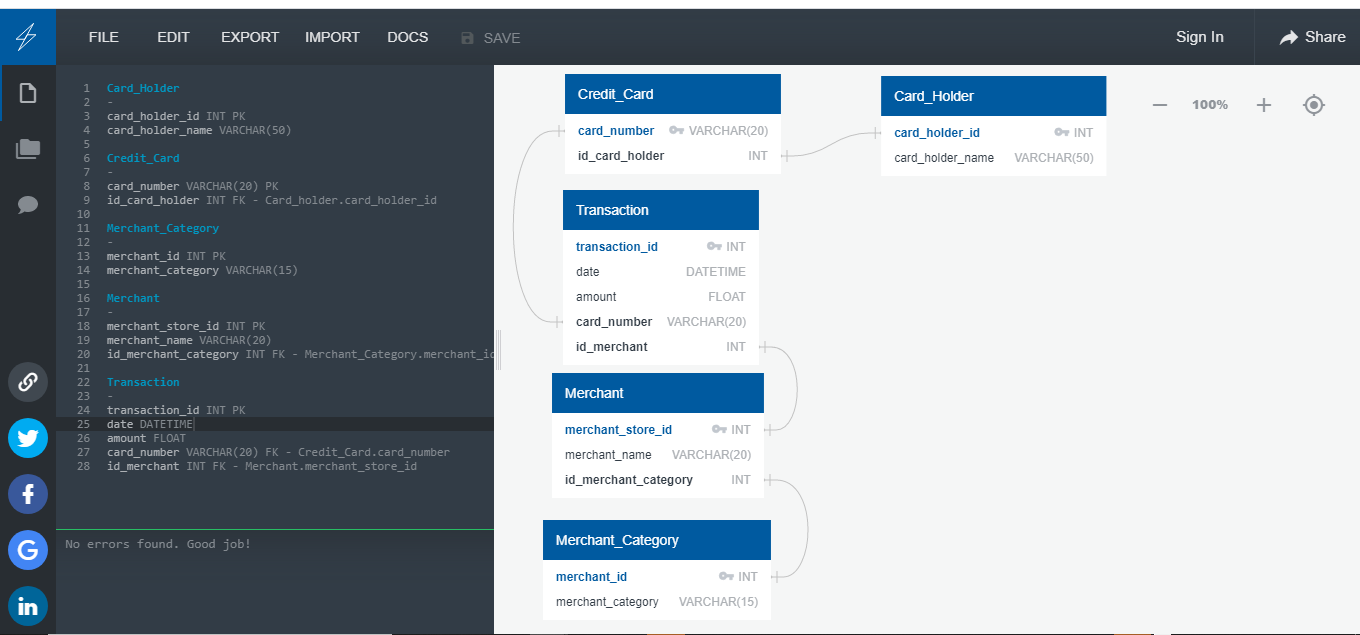 FILE EDIT EXPORT IMPORT DOCS SAVE Sign In Share
1 Card_Holder
2 -
3 card_holder_id INT PK
4 card_holder_name VARCHAR(50)
5
6 Credit_Card
7 -
8 card_number VARCHAR(20) PK
9 id_card_holder INT FK - Card_holder.card_holder_id
10
11 Merchant_Category
12 -
13 merchant_id INT PK
14 merchant_category VARCHAR(15)
15
16 Merchant
17 -
18 merchant_store_id INT PK
19 merchant_name VARCHAR(20)
20 id_merchant_category INT FK - Merchant_Category.merchant_id
21
22 Transaction
23 -
24 transaction_id INT PK
25 date DATETIME
26 amount FLOAT
27 card_number VARCHAR(20) FK - Credit_Card.card_number
28 id_merchant INT FK - Merchant.merchant_store_id
No errors found. Good job!
Credit_Card
card_number VARCHAR(20)
id_card_holder INT
Card_Holder
card_holder_id INT
card_holder_name VARCHAR(50)
100%
Transaction
transaction_id INT
date DATETIME
amount FLOAT
card_number VARCHAR(20)
id_merchant INT
Merchant
merchant_store_id INT
merchant_name VARCHAR(20)
id_merchant_category INT
Merchant_Category
merchant_id INT
merchant_category VARCHAR(15)